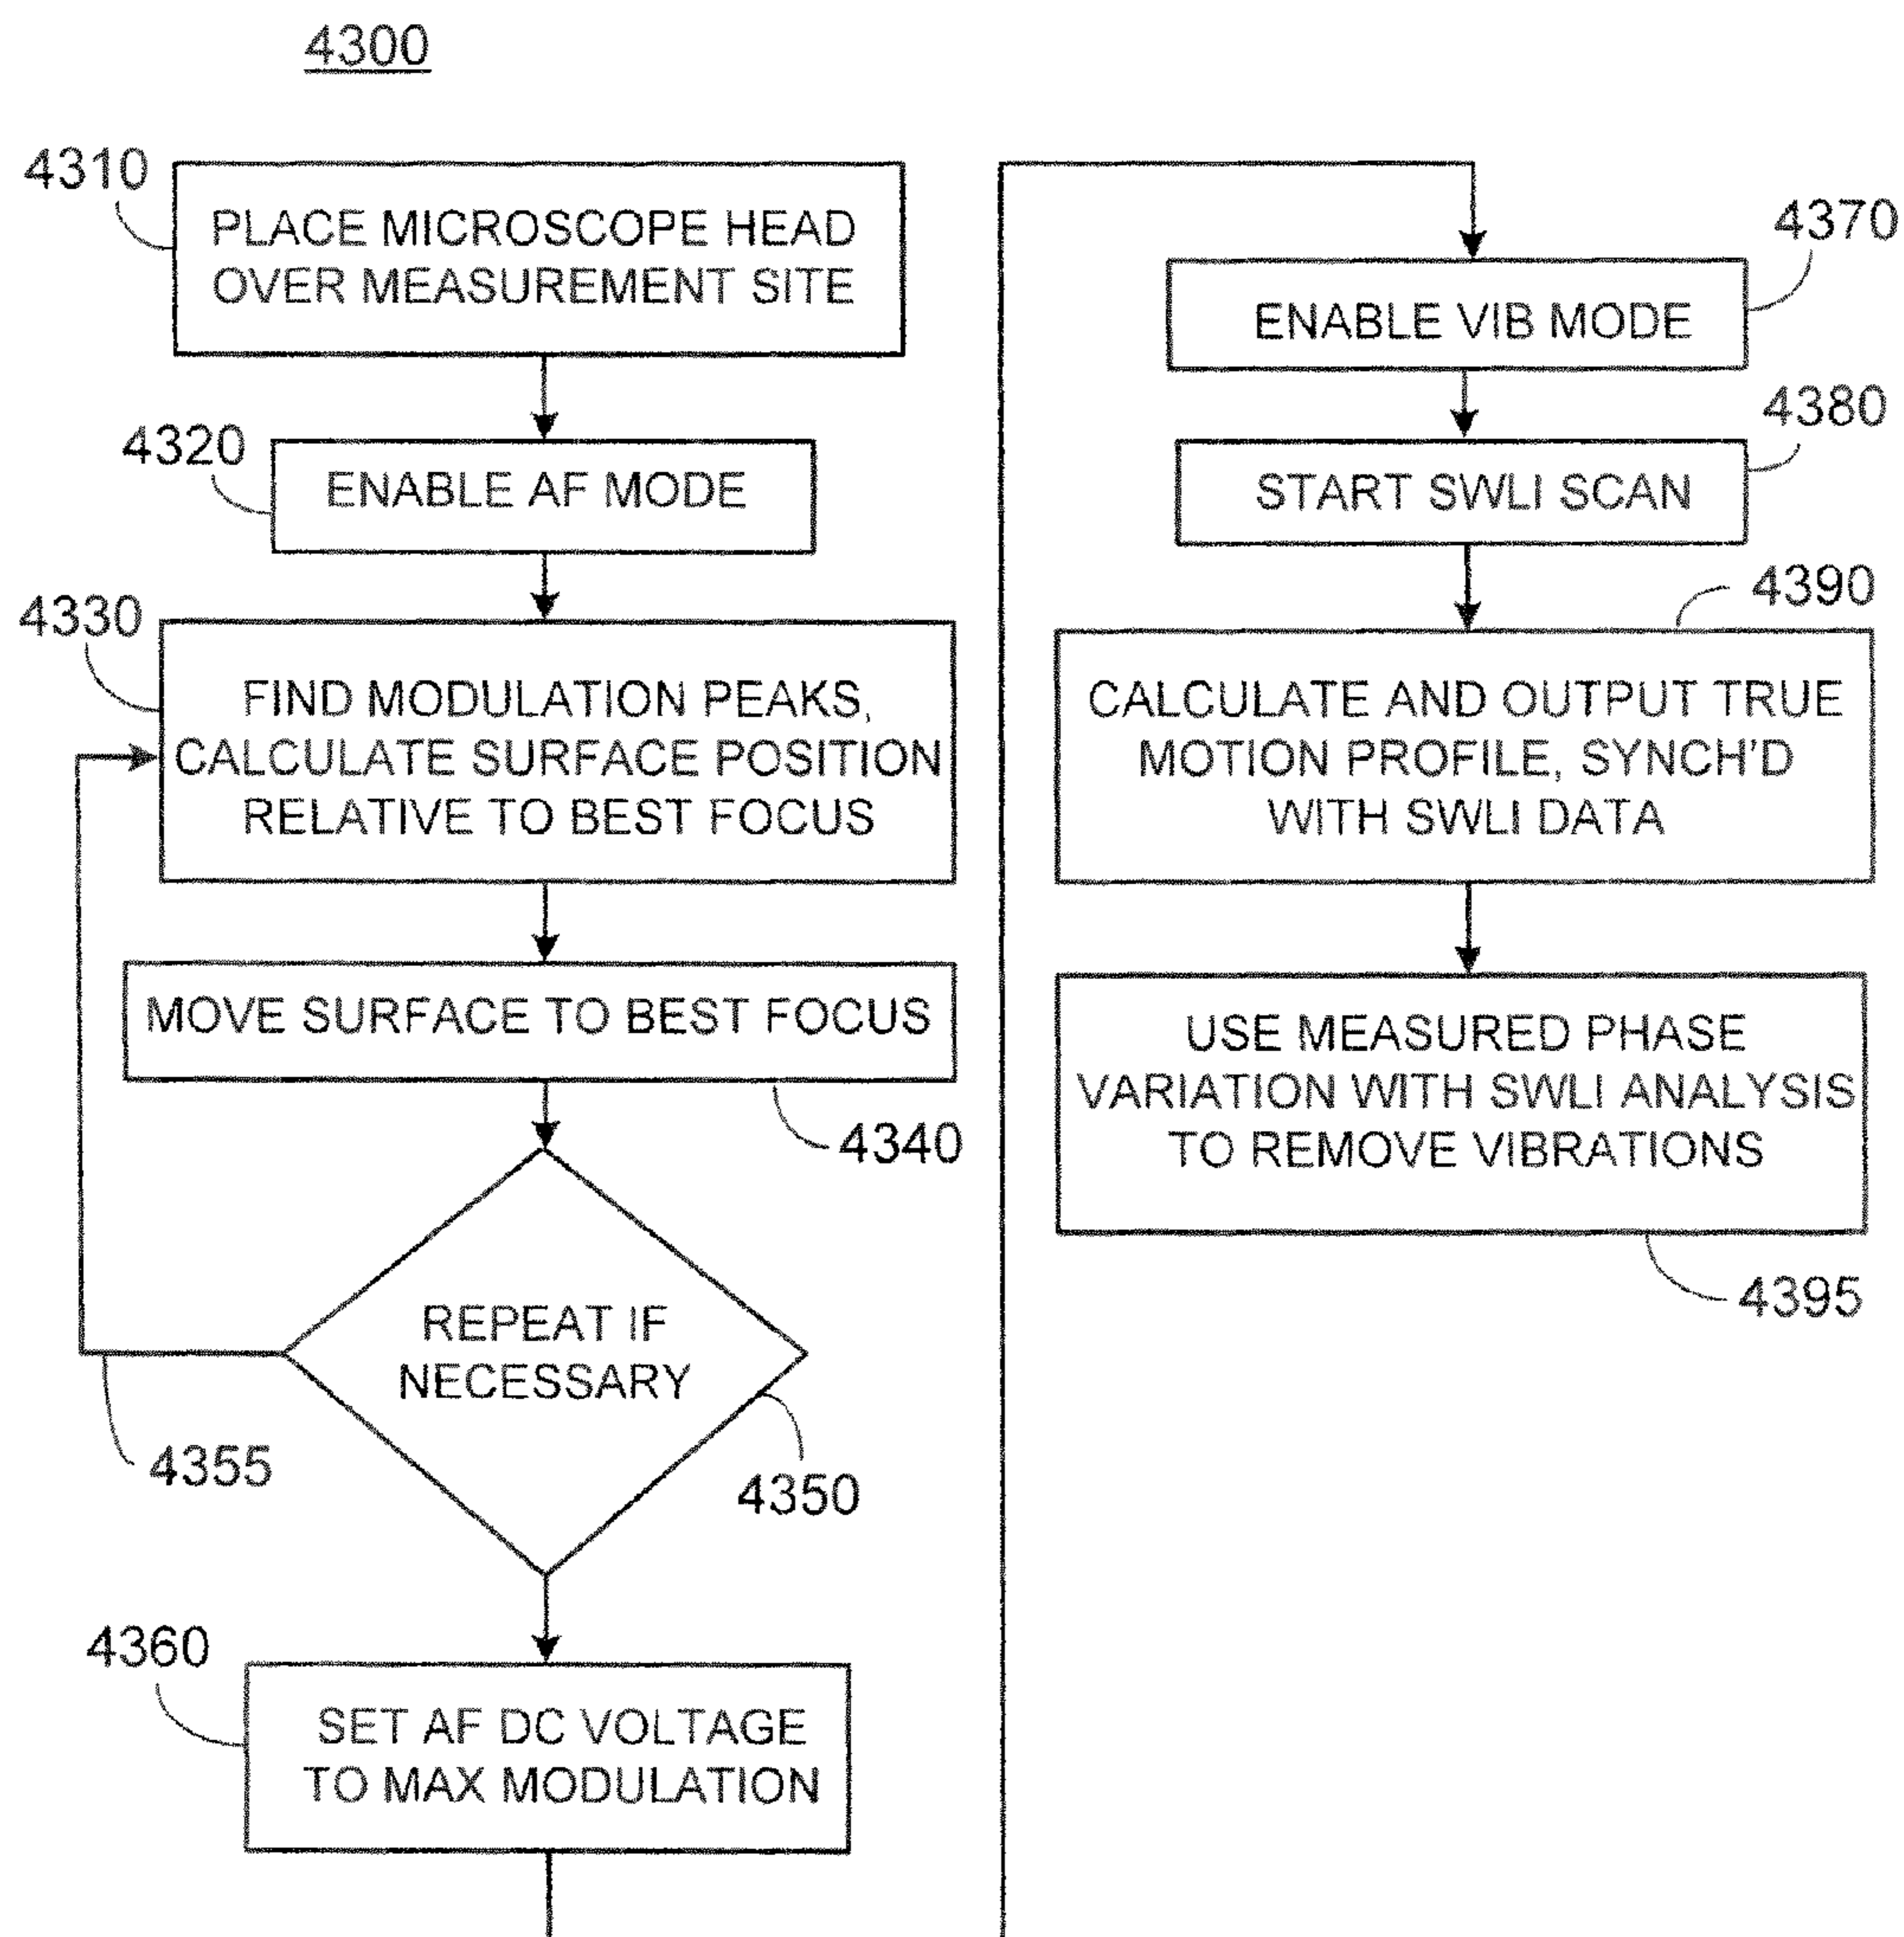 4300
4310
PLACE MICROSCOPE HEAD
OVER MEASUREMENT SITE
4320
ENABLE AF MODE
4330
FIND MODULATION PEAKS,
CALCULATE SURFACE POSITION
RELATIVE TO BEST FOCUS
MOVE SURFACE TO BEST FOCUS
4340
REPEAT IF
NECESSARY
4355
4350
4360
SET AF DC VOLTAGE
TO MAX MODULATION
4370
ENABLE VIB MODE
4380
START SWLI SCAN
4390
CALCULATE AND OUTPUT TRUE
MOTION PROFILE, SYNCH'D
WITH SWLI DATA
USE MEASURED PHASE
VARIATION WITH SWLI ANALYSIS
TO REMOVE VIBRATIONS
4395